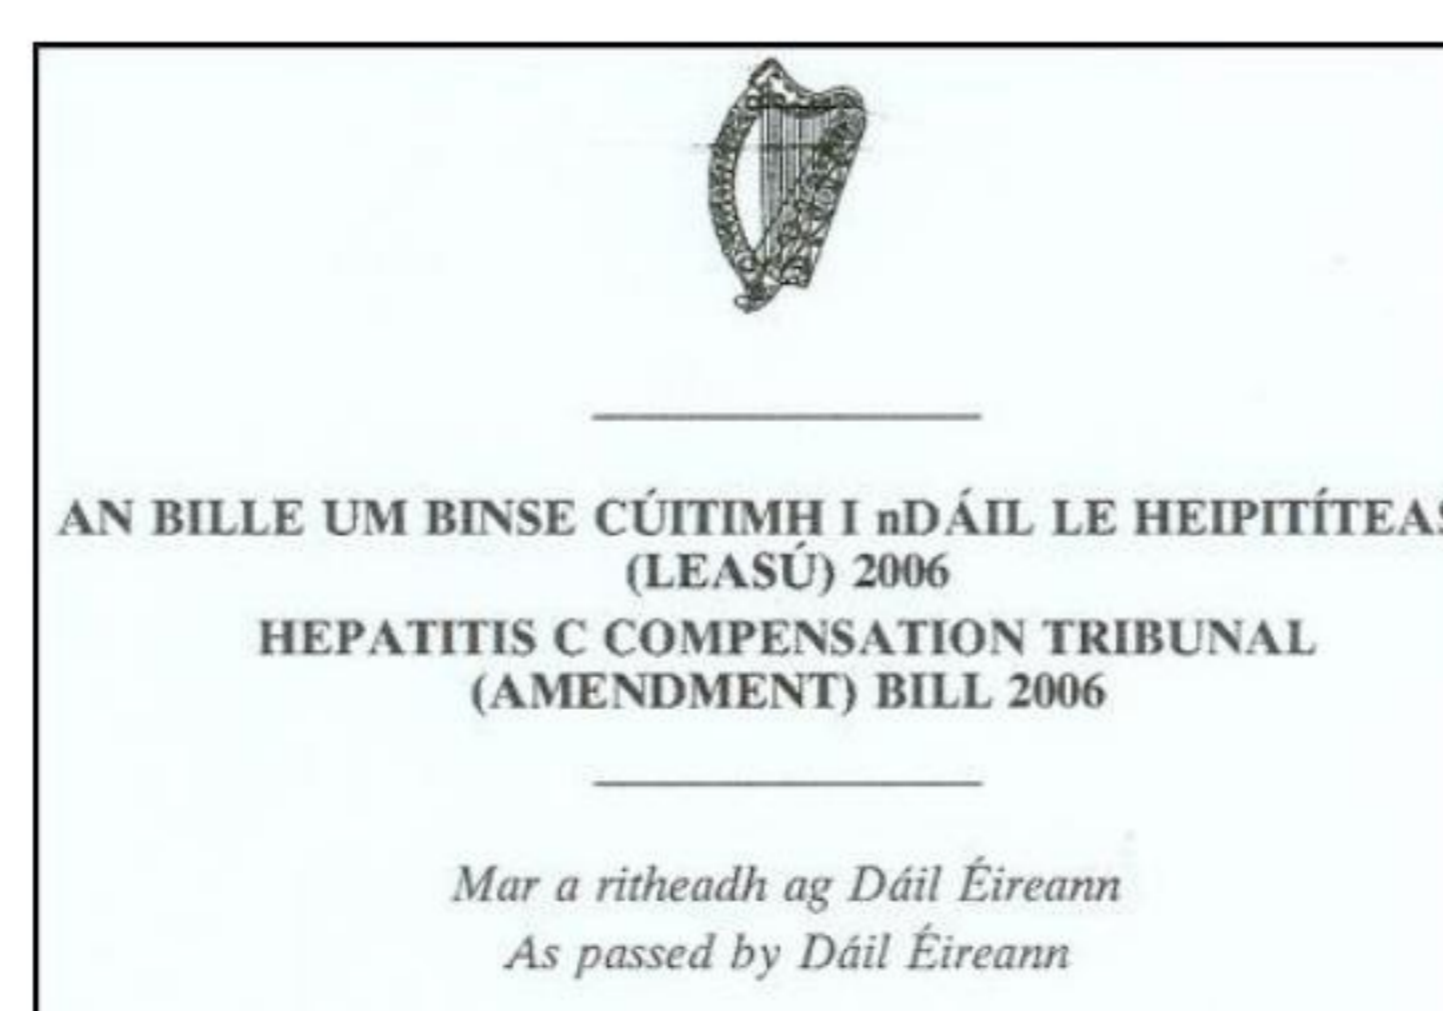 AN BILLE UM BINSE CÚITIMH I nDÁIL LE HEIPITÍTEAS
(LEASÚ) 2006
HEPATITIS C COMPENSATION TRIBUNAL
(AMENDMENT) BILL 2006
Mar a ritheadh ag Dáil Éireann
As passed by Dáil Éireann